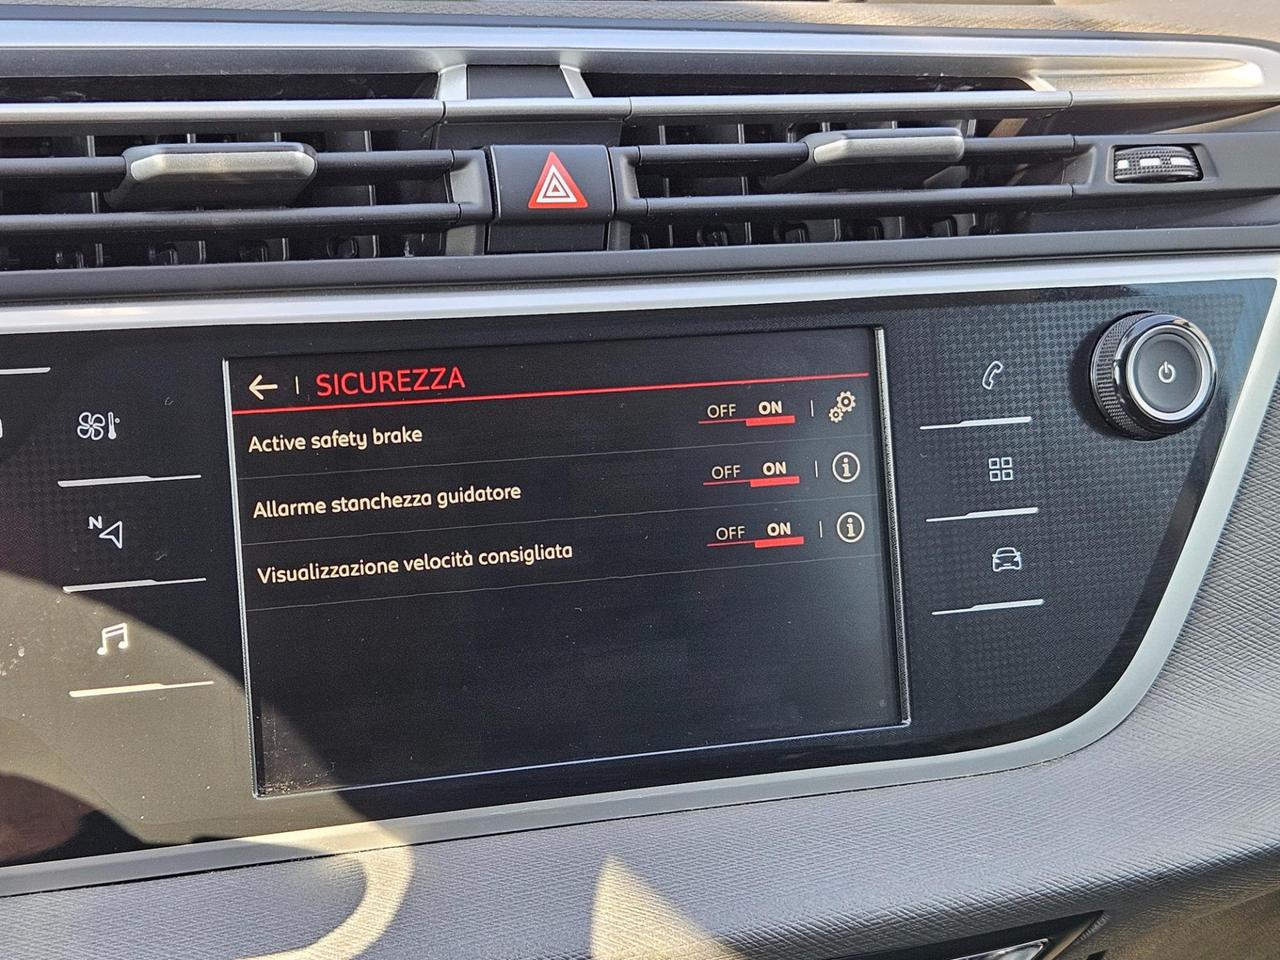 SICUREZZA
Active safety brake OFF ON
Allarme stanchezza guidatore OFF ON
Visualizzazione velocità consigliata OFF ON
N